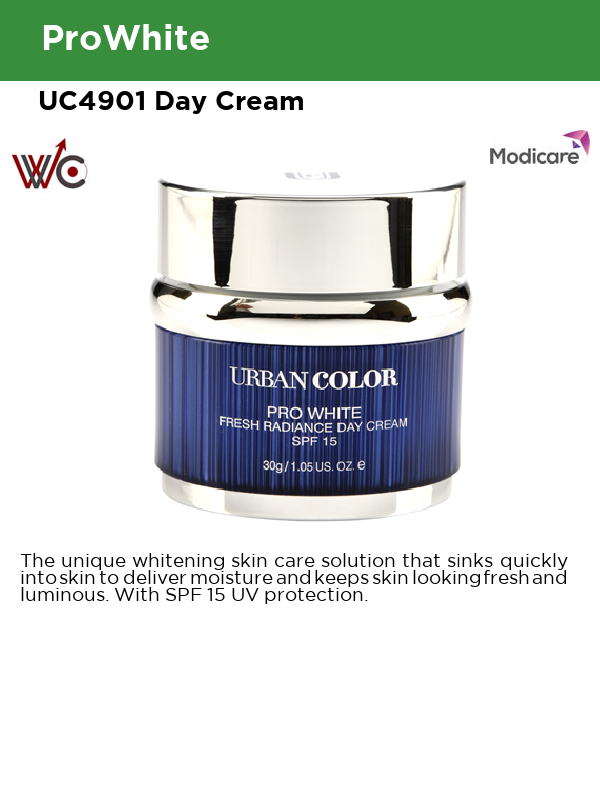 ProWhite
UC4901 Day Cream
WC
Modicare
URBAN COLOR
PRO WHITE
FRESH RADIANCE DAY CREAM
SPF 15
30g/1.05 US. OZ. e
The unique whitening skin care solution that sinks quickly
into skin to deliver moisture and keeps skin looking fresh and
luminous. With SPF 15 UV protection.